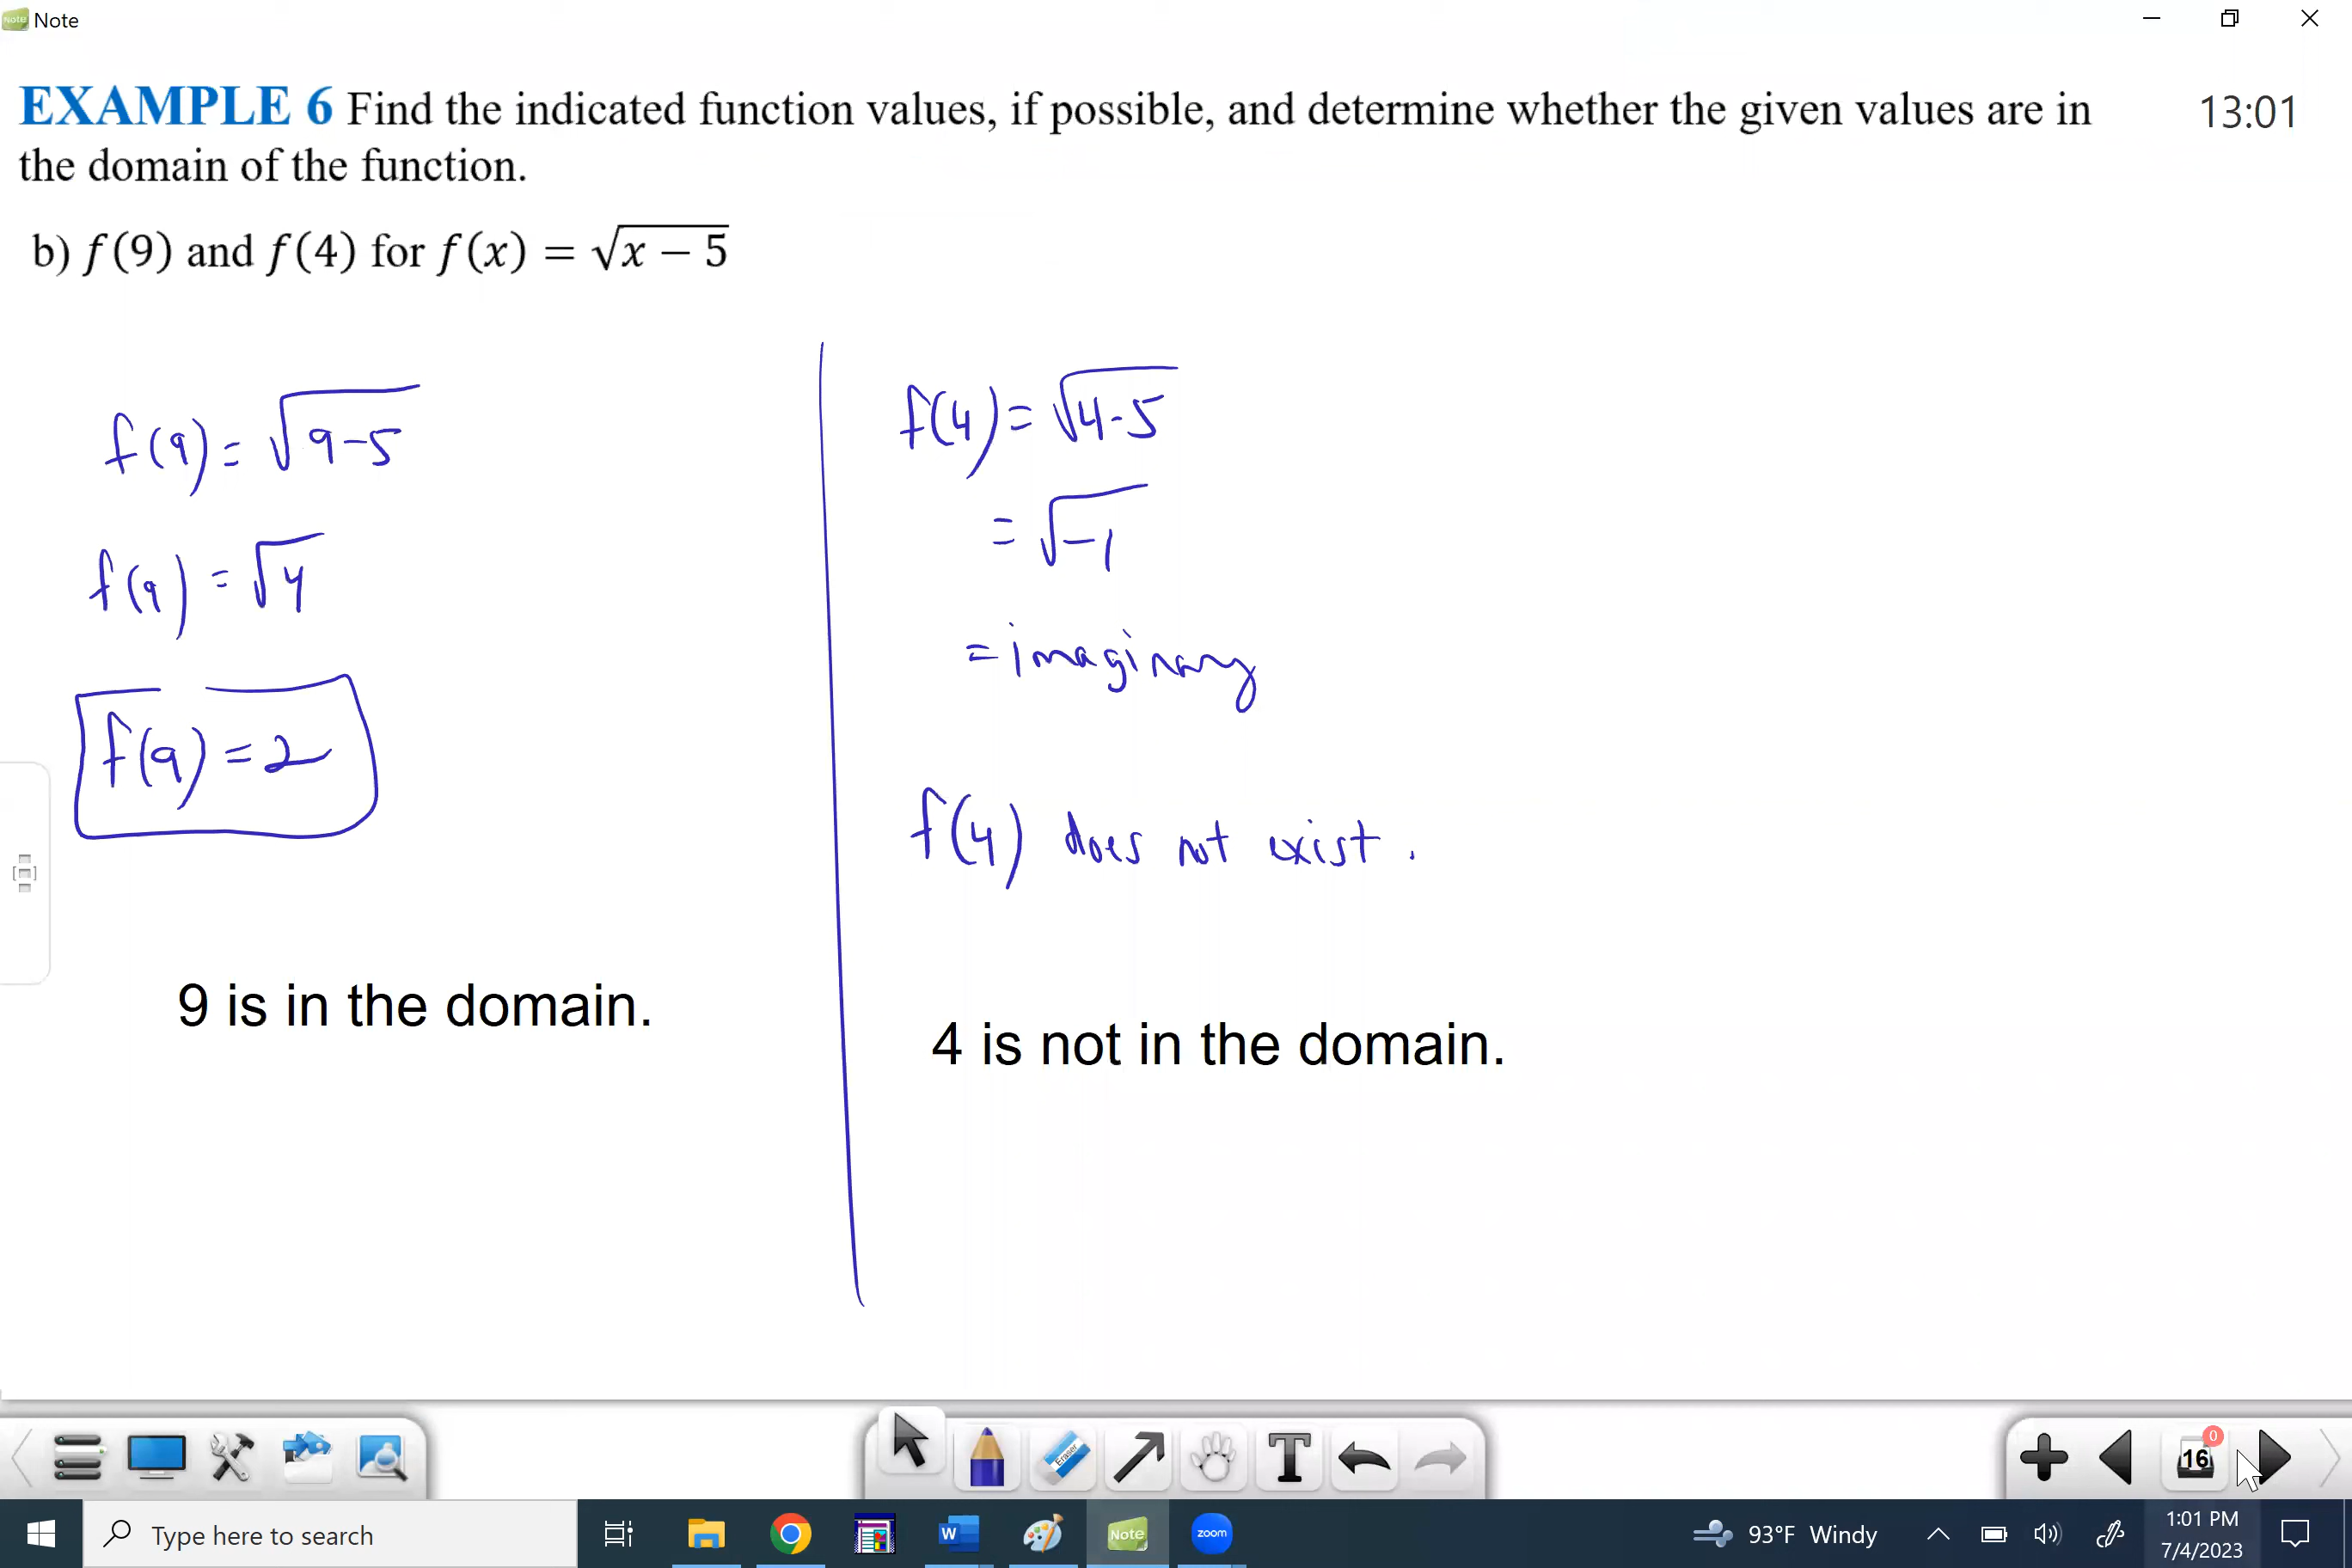 Note
EXAMPLE 6 Find the indicated function values, if possible, and determine whether the given values are in
the domain of the function.
13:01
b) f(9) and f(4) for f(x) = √(x − 5)
f(9) = √(9-5)
f(9) = √4
f(9) = 2
9 is in the domain.
f(4) = √(4-5)
= √-1
= imaginary
f(4) does not exist.
4 is not in the domain.
Eraser
T
16
0
Type here to search
W
Note
zoom
93°F Windy
1:01 PM
7/4/2023